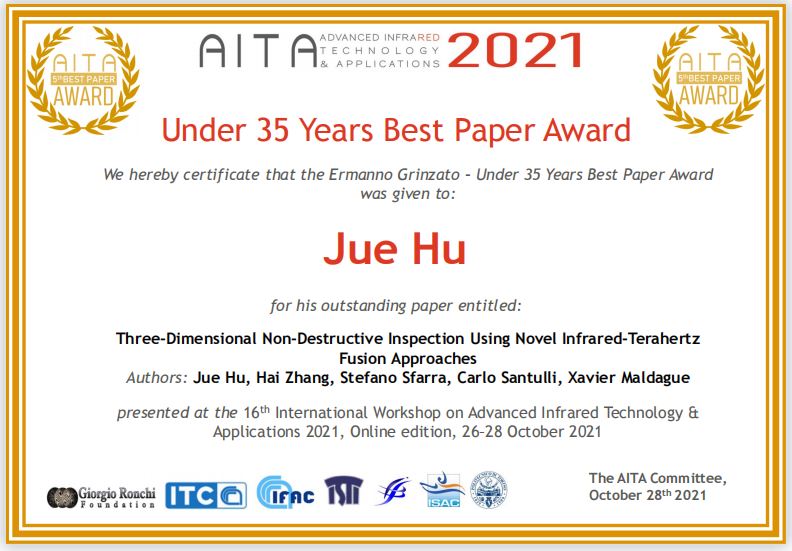 AITA ADVANCED INFRARED TECHNOLOGY & APPLICATIONS 2021
AITA
5th BEST PAPER
AWARD
AITA
5th BEST PAPER
AWARD
Under 35 Years Best Paper Award
We hereby certificate that the Ermanno Grinzato - Under 35 Years Best Paper Award
was given to:
Jue Hu
for his outstanding paper entitled:
Three-Dimensional Non-Destructive Inspection Using Novel Infrared-Terahertz
Fusion Approaches
Authors: Jue Hu, Hai Zhang, Stefano Sfarra, Carlo Santulli, Xavier Maldague
presented at the 16th International Workshop on Advanced Infrared Technology &
Applications 2021, Online edition, 26-28 October 2021
Giorgio Ronchi
Foundation
ITC
IFAC
ISTI
ISAC
The AITA Committee,
October 28th 2021